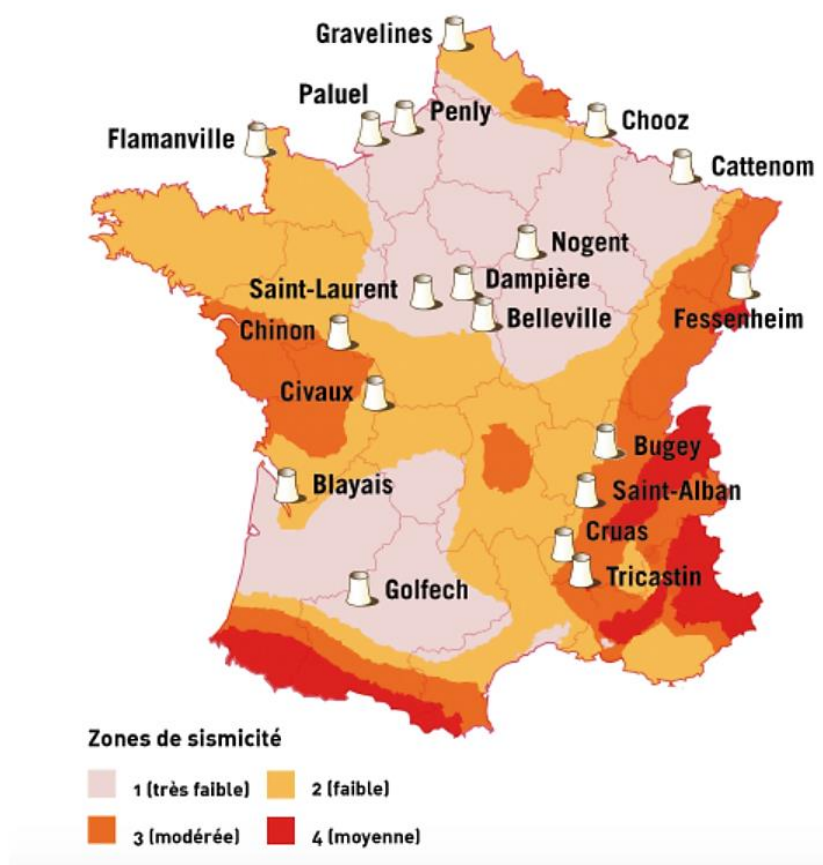 Gravelines
Paluel
Penly
Chooz
Flamanville
Cattenom
Nogent
Dampière
Saint-Laurent
Belleville
Fessenheim
Chinon
Civaux
Bugey
Blayais
Saint-Alban
Cruas
Tricastin
Golfech
Zones de sismicité
1 (très faible) 2 (faible)
3 (modérée) 4 (moyenne)